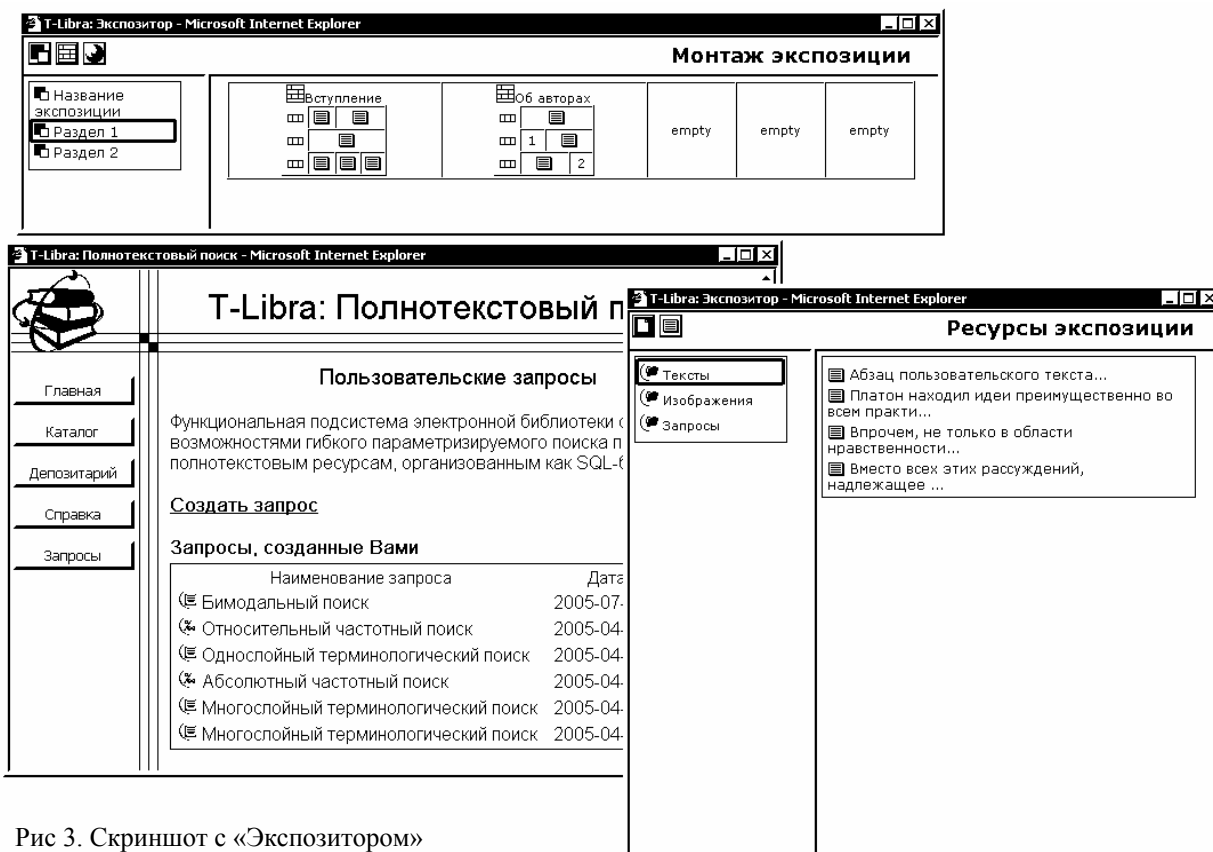 T-Libra: Экспозитор - Microsoft Internet Explorer
Монтаж экспозиции
Название
экспозиции
Раздел 1
Раздел 2
Вступление
Об авторах
1
2
empty
empty
empty
T-Libra: Полнотекстовый поиск - Microsoft Internet Explorer
T-Libra: Полнотекстовый п
Главная
Каталог
Депозитарий
Справка
Запросы
Пользовательские запросы
Функциональная подсистема электронной библиотеки с
возможностями гибкого параметризируемого поиска п
полнотекстовым ресурсам, организованным как SQL-б
Создать запрос
Запросы, созданные Вами
Наименование запроса Дата
Бимодальный поиск 2005-07-
Относительный частотный поиск 2005-04-
Однослойный терминологический поиск 2005-04-
Абсолютный частотный поиск 2005-04-
Многослойный терминологический поиск 2005-04-
Многослойный терминологический поиск 2005-04-
T-Libra: Экспозитор - Microsoft Internet Explorer
Ресурсы экспозиции
Тексты
Изображения
Запросы
Абзац пользовательского текста...
Платон находил идеи преимущественно во
всем практи...
Впрочем, не только в области
нравственности...
Вместо всех этих рассуждений,
надлежащее ...
Рис 3. Скриншот с «Экспозитором»